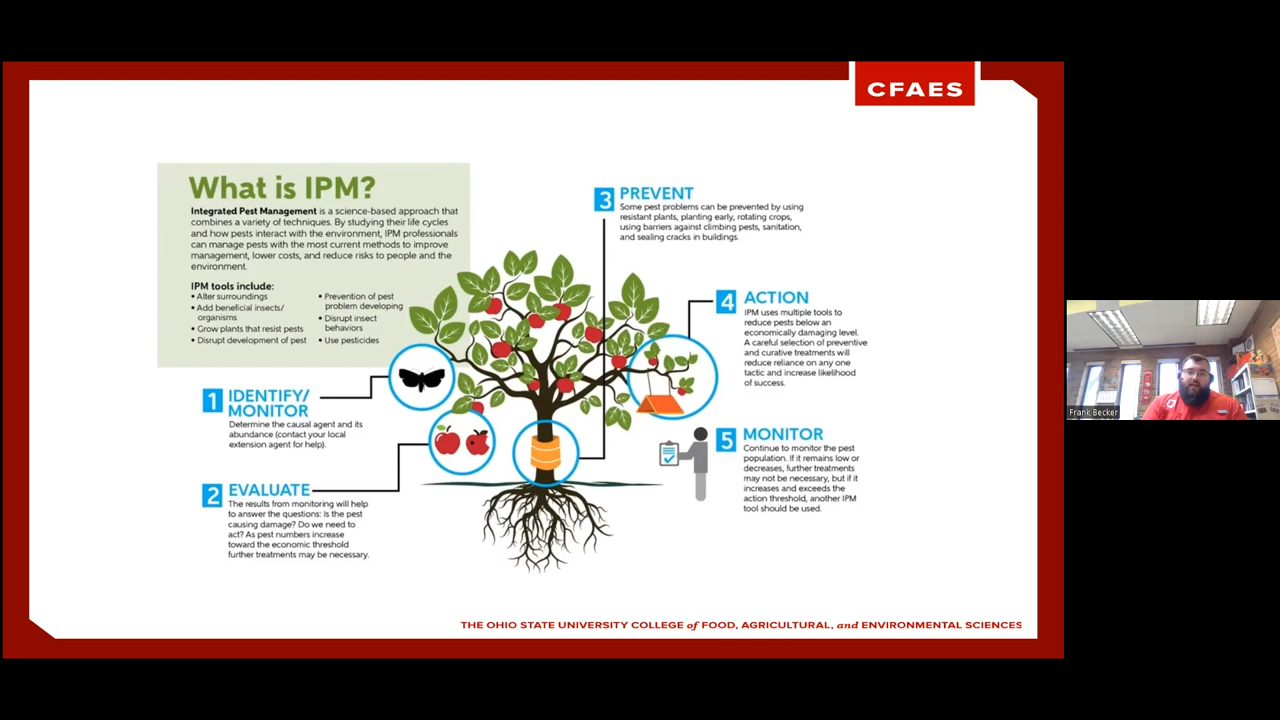 CFAES
What is IPM?
Integrated Pest Management is a science-based approach that
combines a variety of techniques. By studying their life cycles
and how pests interact with the environment, IPM professionals
can manage pests with the most current methods to improve
management, lower costs, and reduce risks to people and the
environment.
IPM tools include:
• Alter surroundings
• Add beneficial insects/
organisms
• Grow plants that resist pests
• Disrupt development of pest
• Prevention of pest
problem developing
• Disrupt insect
behaviors
• Use pesticides
1 IDENTIFY/
MONITOR
Determine the causal agent and its
abundance (contact your local
extension agent for help).
2 EVALUATE
The results from monitoring will help
to answer the questions: Is the pest
causing damage? Do we need to
act? As pest numbers increase
toward the economic threshold
further treatments may be necessary.
3 PREVENT
Some pest problems can be prevented by using
resistant plants, planting early, rotating crops,
using barriers against climbing pests, sanitation,
and sealing cracks in buildings.
4 ACTION
IPM uses multiple tools to
reduce pests below an
economically damaging level.
A careful selection of preventive
and curative treatments will
reduce reliance on any one
tactic and increase likelihood
of success.
5 MONITOR
Continue to monitor the pest
population. If it remains low or
decreases, further treatments
may not be necessary, but if it
increases and exceeds the
action threshold, another IPM
tool should be used.
THE OHIO STATE UNIVERSITY COLLEGE of FOOD, AGRICULTURAL, and ENVIRONMENTAL SCIENCES
Frank Becker